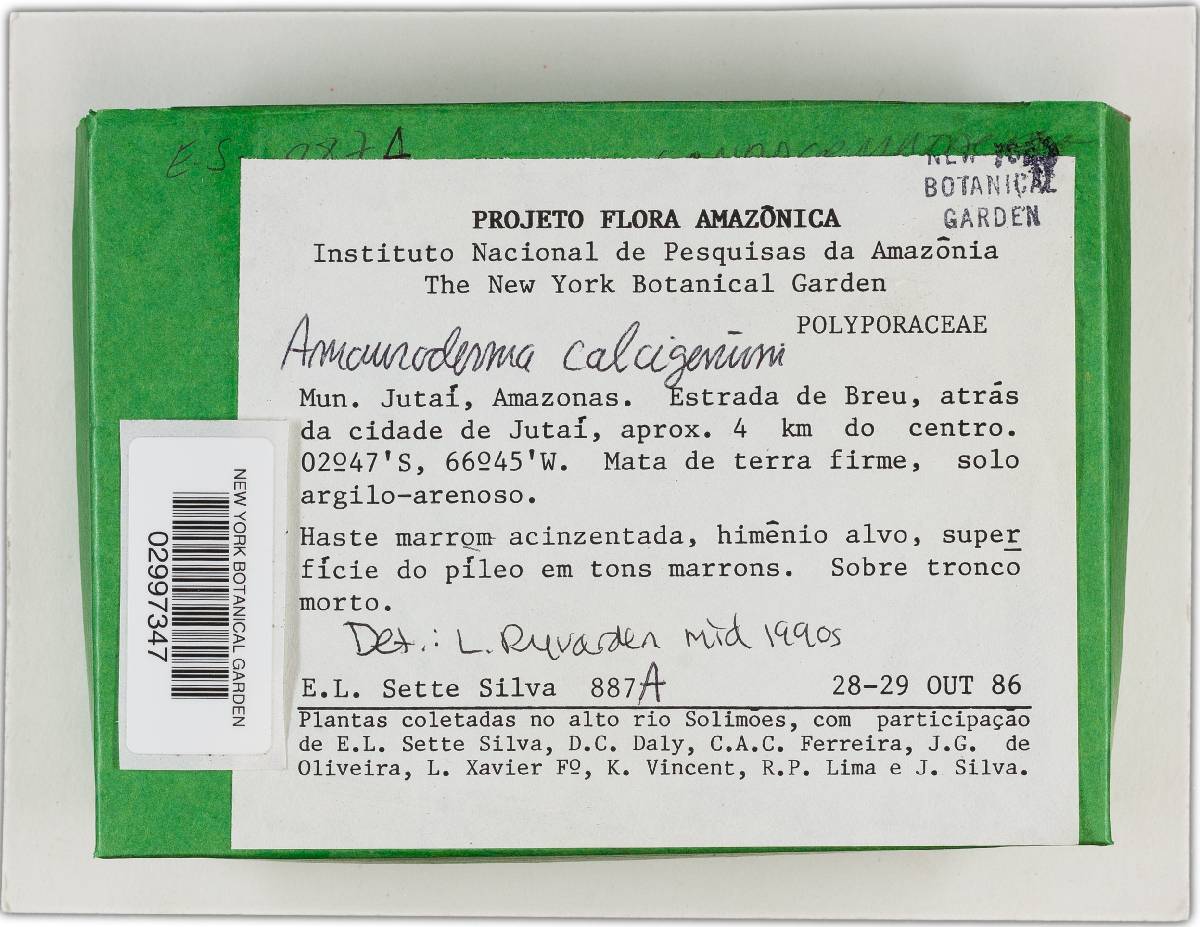 E.S 887A
NEW YORK
BOTANICAL
GARDEN
PROJETO FLORA AMAZÔNICA
Instituto Nacional de Pesquisas da Amazônia
The New York Botanical Garden
POLYPORACEAE
Amauroderma calcigenum
Mun. Jutaí, Amazonas. Estrada de Breu, atrás
da cidade de Jutaí, aprox. 4 km do centro.
02º47'S, 66º45'W. Mata de terra firme, solo
argilo-arenoso.
Haste marrom acinzentada, himênio alvo, super
fície do píleo em tons marrons. Sobre tronco
morto.
Det.: L. Ryvarden mid 1990s
E.L. Sette Silva 887A 28-29 OUT 86
Plantas coletadas no alto rio Solimões, com participação
de E.L. Sette Silva, D.C. Daly, C.A.C. Ferreira, J.G. de
Oliveira, L. Xavier Fº, K. Vincent, R.P. Lima e J. Silva.
NEW YORK BOTANICAL GARDEN
02997347